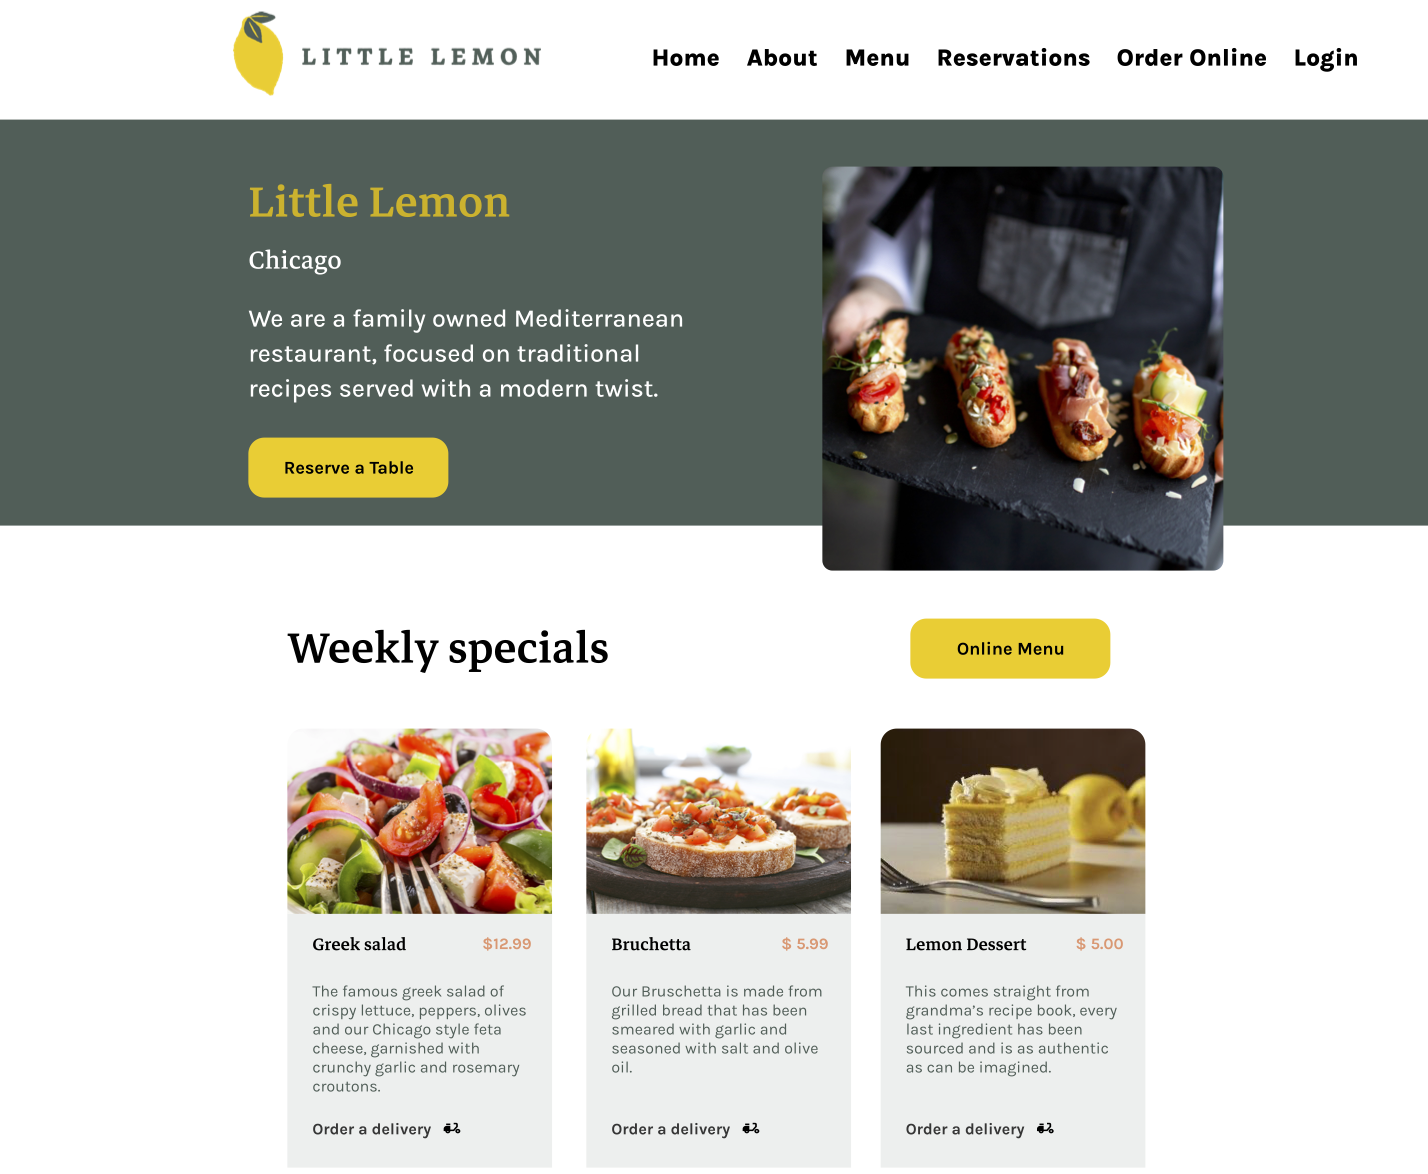 LITTLE LEMON
Home About Menu Reservations Order Online Login
Little Lemon
Chicago
We are a family owned Mediterranean
restaurant, focused on traditional
recipes served with a modern twist.
Reserve a Table
Weekly specials
Online Menu
Greek salad $12.99
The famous greek salad of
crispy lettuce, peppers, olives
and our Chicago style feta
cheese, garnished with
crunchy garlic and rosemary
croutons.
Order a delivery
Bruchetta $ 5.99
Our Bruschetta is made from
grilled bread that has been
smeared with garlic and
seasoned with salt and olive
oil.
Order a delivery
Lemon Dessert $ 5.00
This comes straight from
grandma’s recipe book, every
last ingredient has been
sourced and is as authentic
as can be imagined.
Order a delivery